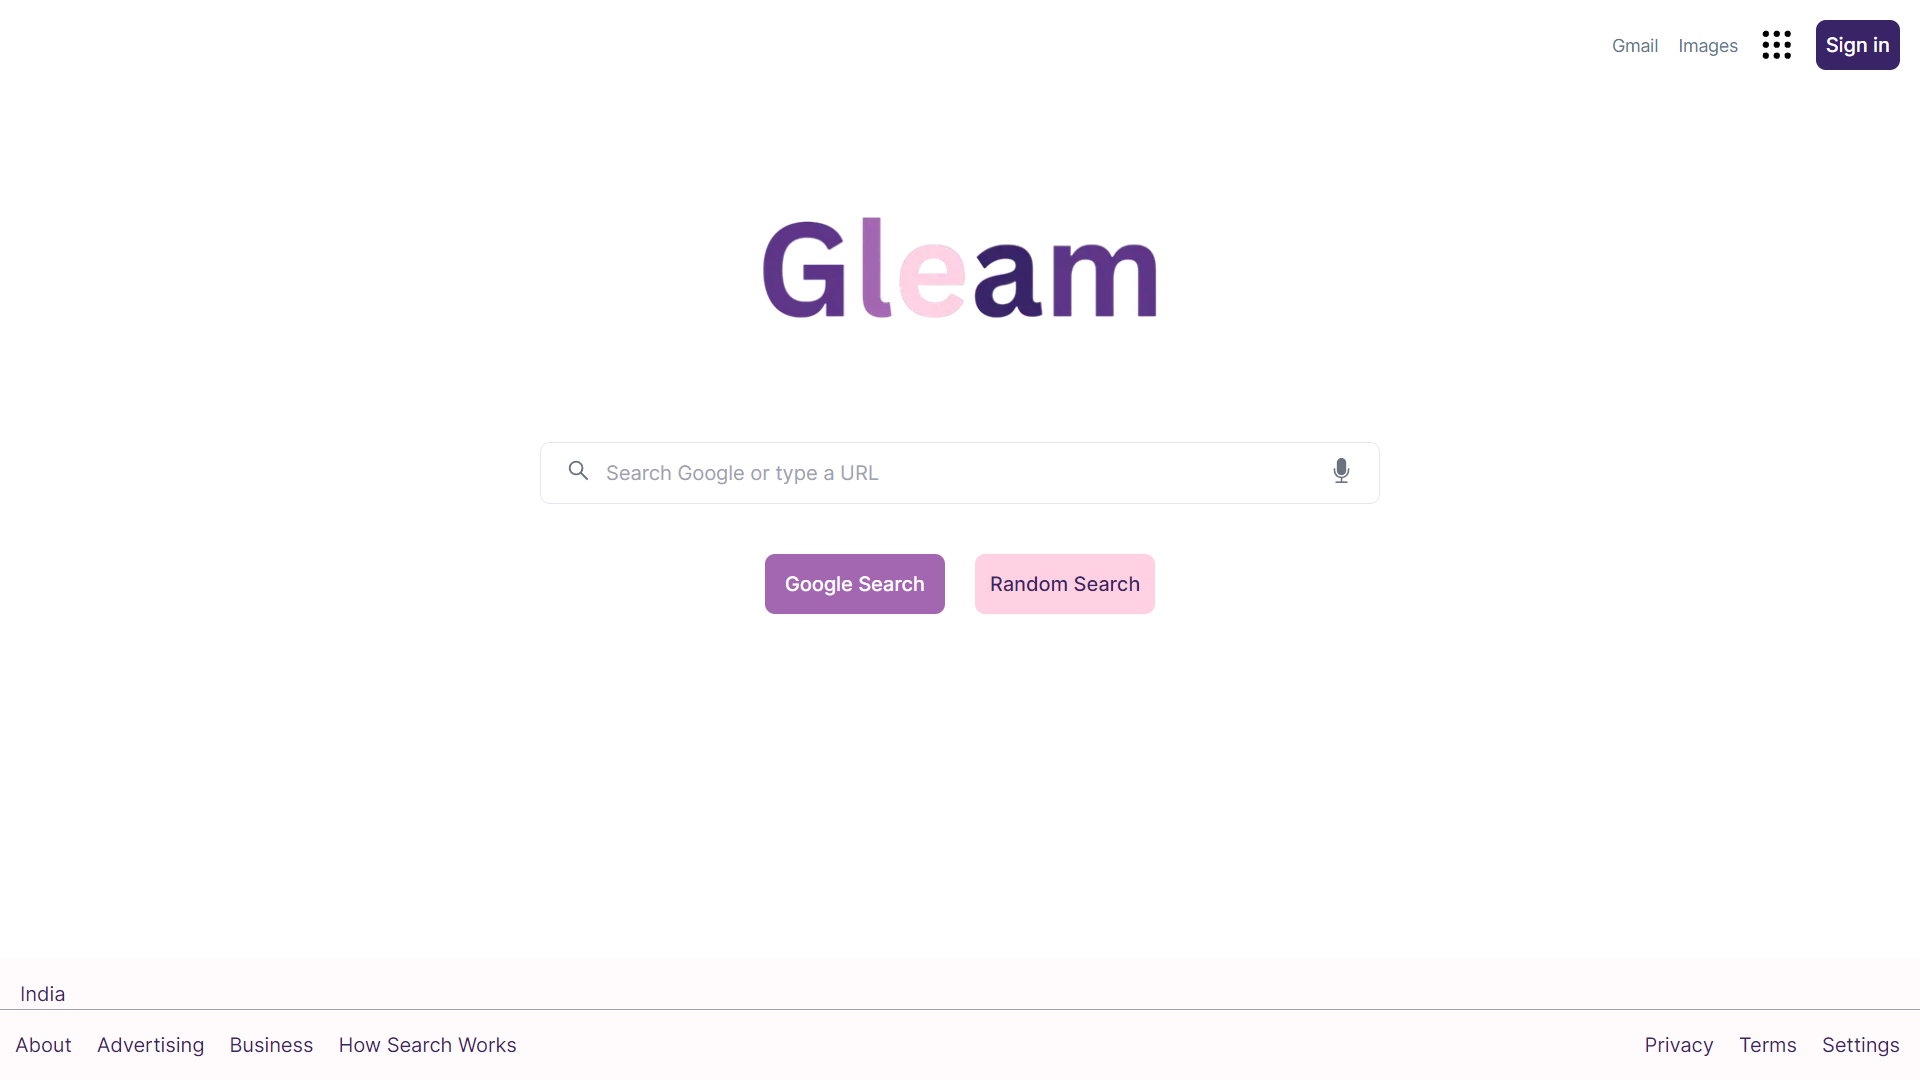 Gmail Images Sign in
Gleam
Search Google or type a URL
Google Search Random Search
India
About Advertising Business How Search Works Privacy Terms Settings